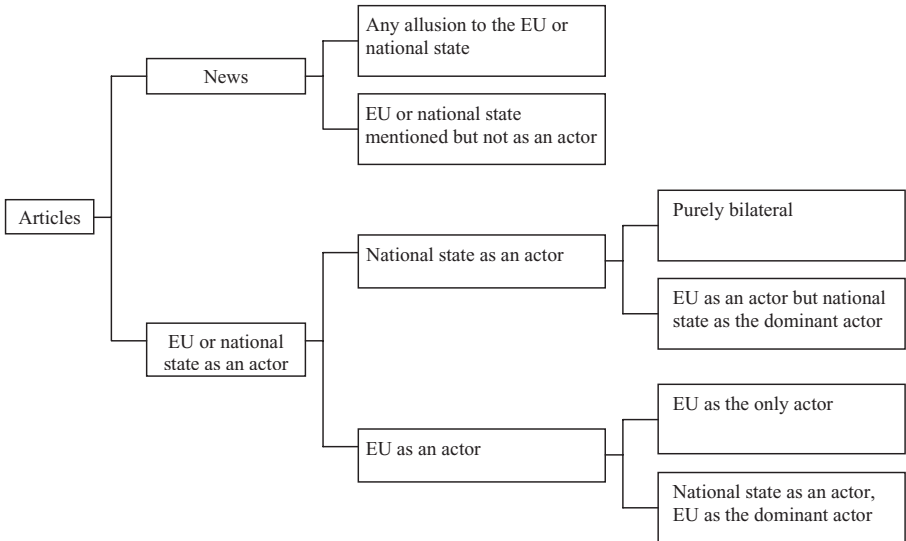 Any allusion to the EU or
national state
News
EU or national state
mentioned but not as an actor
Articles
Purely bilateral
National state as an actor
EU as an actor but national
state as the dominant actor
EU or national
state as an actor
EU as the only actor
EU as an actor
National state as an actor,
EU as the dominant actor